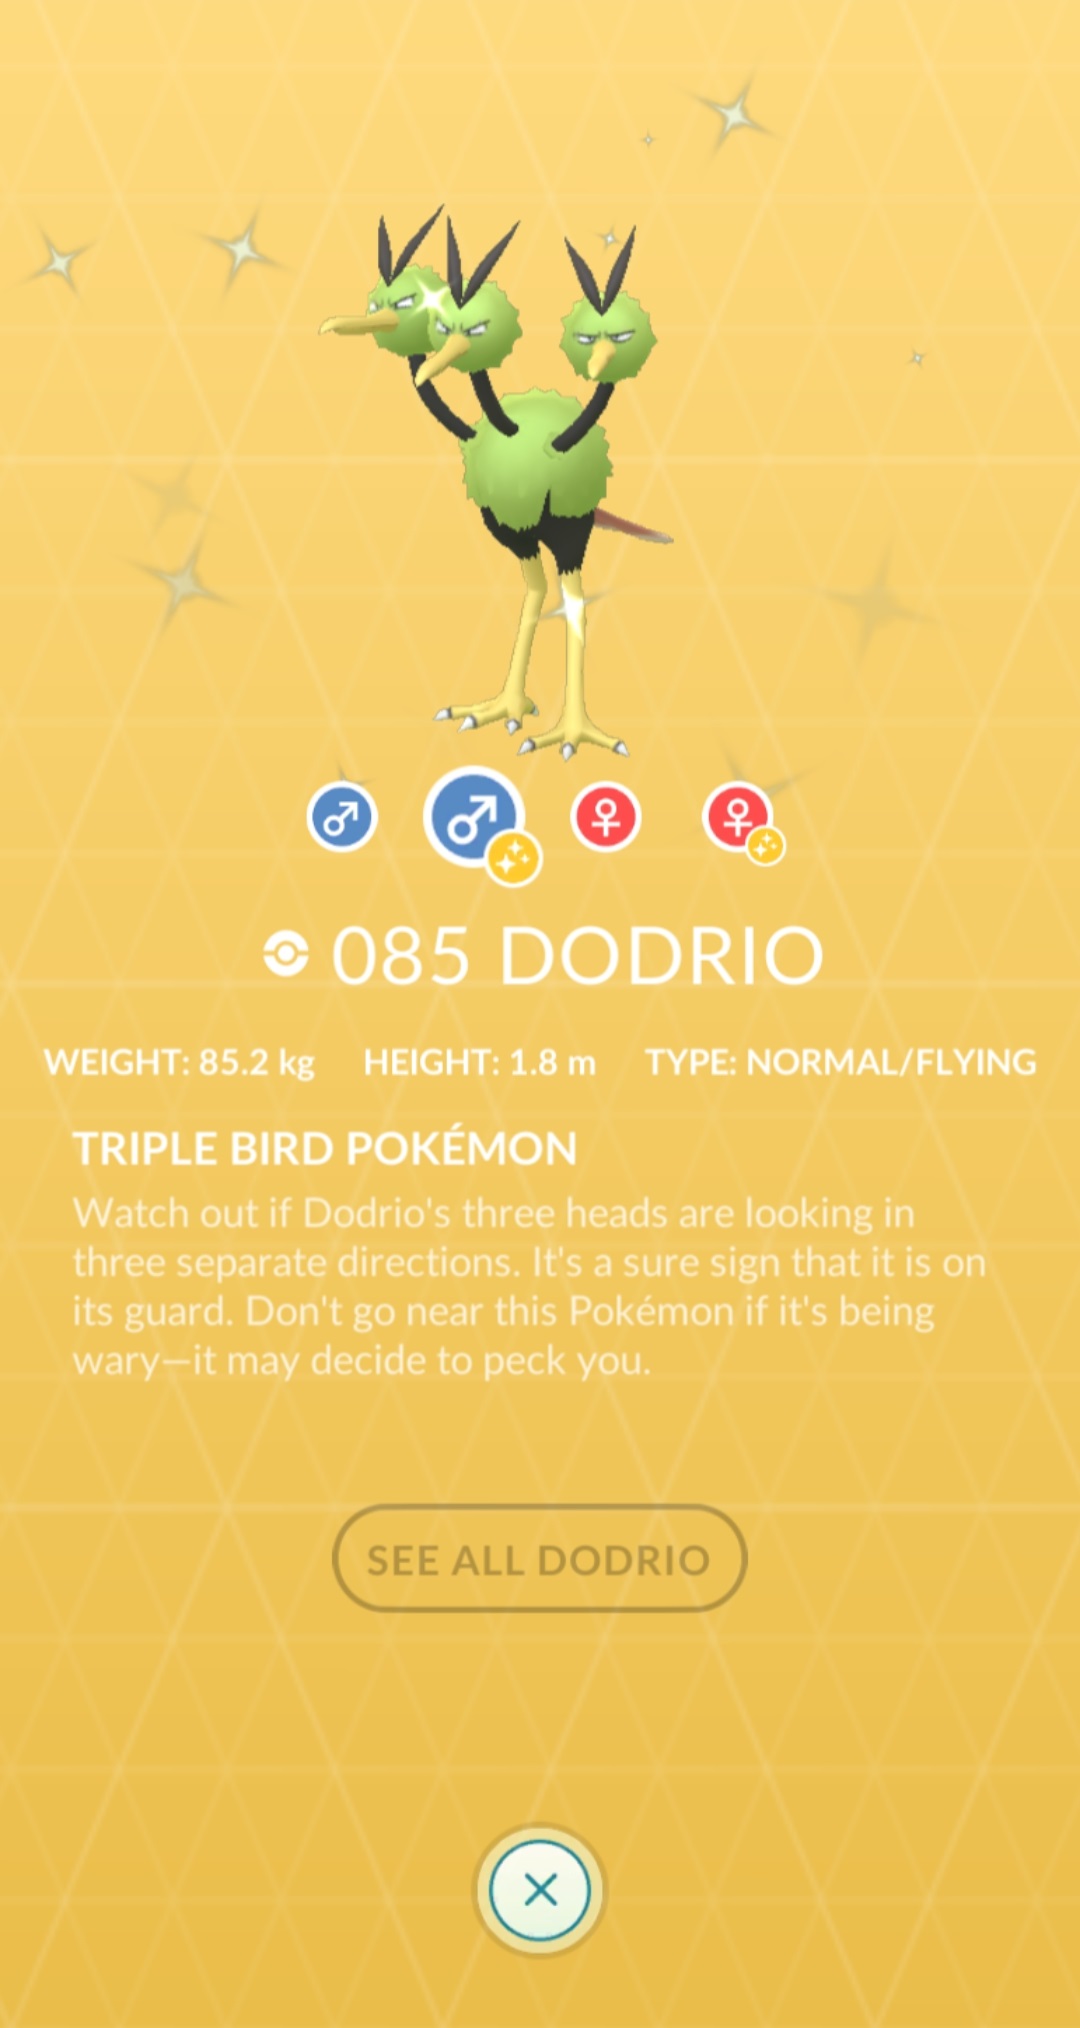 085 DODRIO
WEIGHT: 85.2 kg HEIGHT: 1.8 m TYPE: NORMAL/FLYING
TRIPLE BIRD POKÉMON
Watch out if Dodrio's three heads are looking in
three separate directions. It's a sure sign that it is on
its guard. Don't go near this Pokémon if it's being
wary—it may decide to peck you.
SEE ALL DODRIO